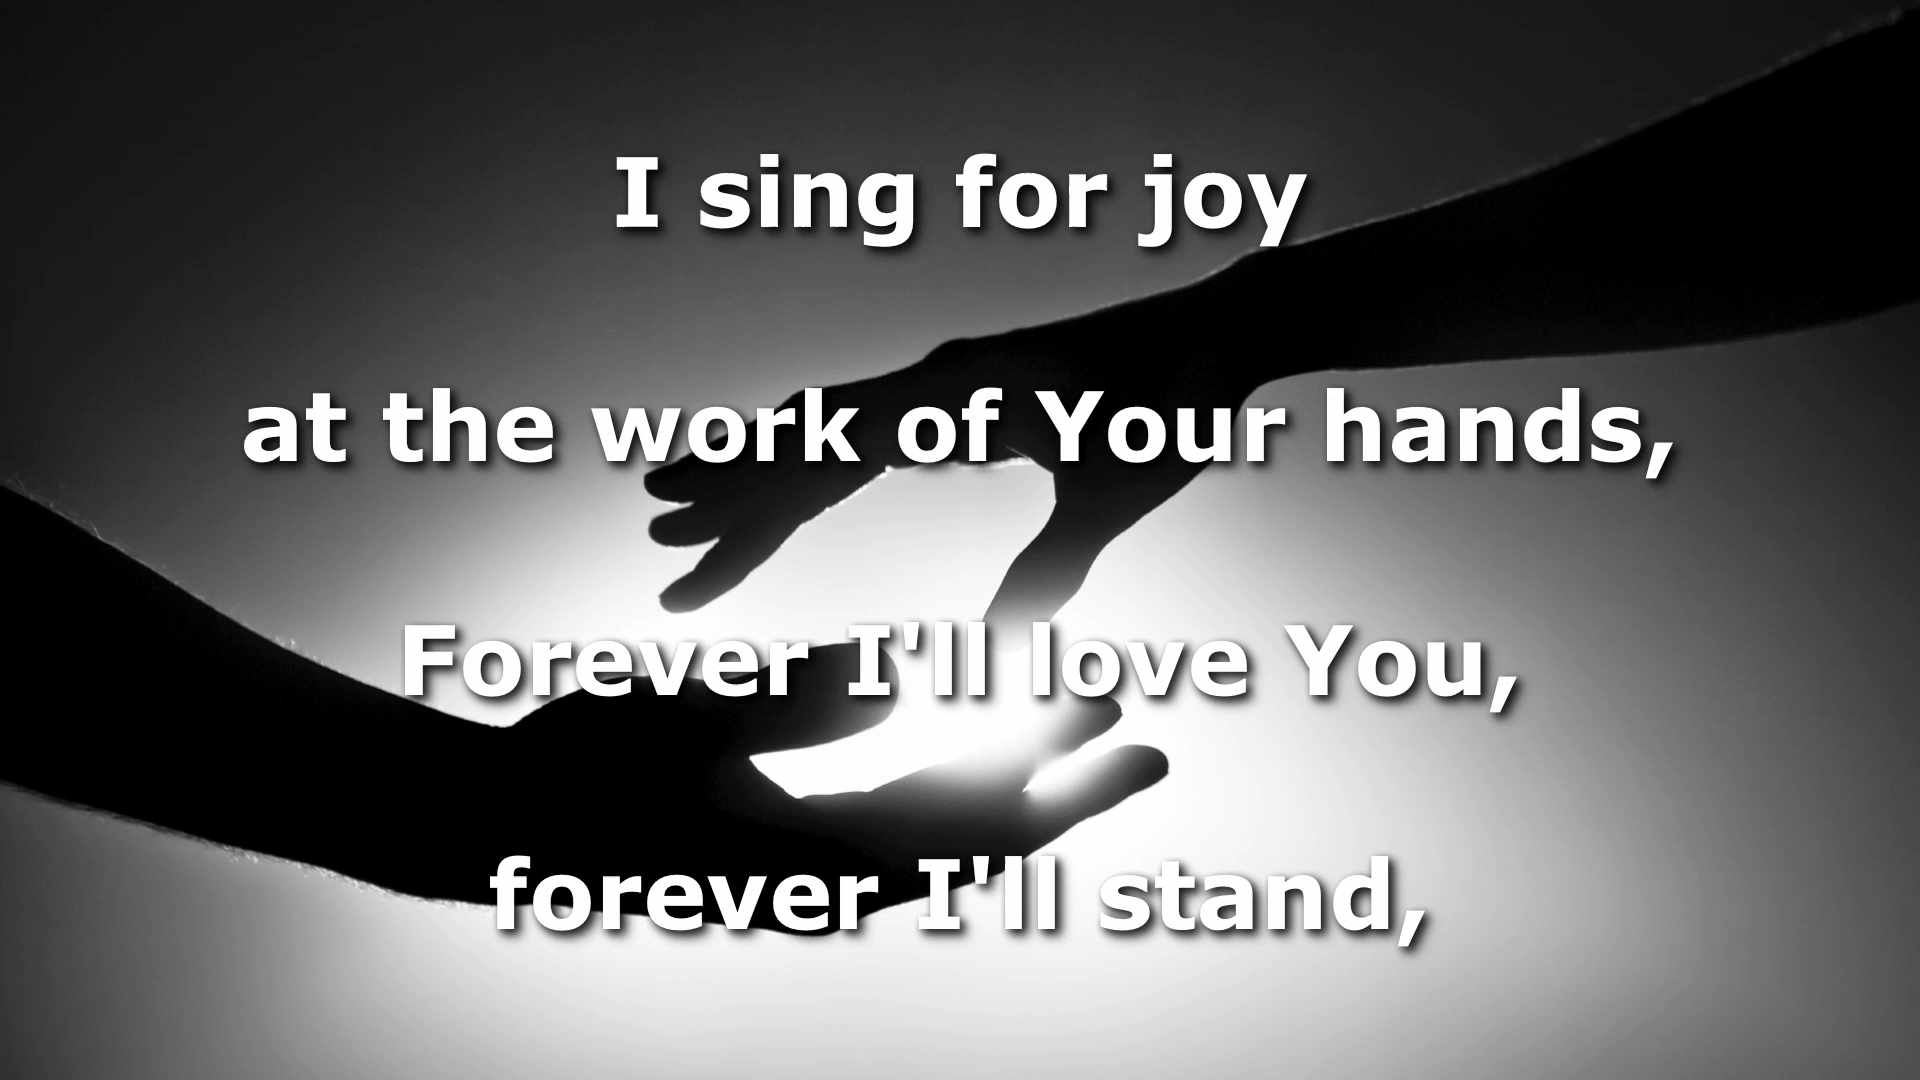 I sing for joy
at the work of Your hands,
Forever I'll love You,
forever I'll stand,